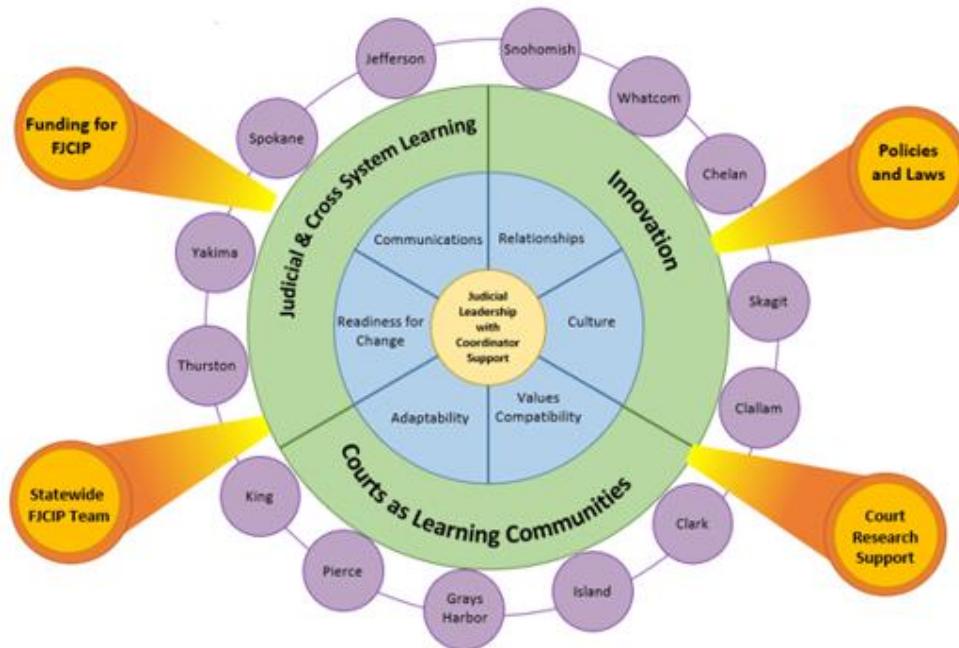 Jefferson
Snohomish
Whatcom
Chelan
Skagit
Clallam
Clark
Island
Grays
Harbor
Pierce
King
Thurston
Yakima
Spokane
Funding for
FJCIP
Policies
and Laws
Court
Research
Support
Statewide
FJCIP Team
Judicial & Cross System Learning
Innovation
Courts as Learning Communities
Communications
Relationships
Culture
Values
Compatibility
Adaptability
Readiness for
Change
Judicial
Leadership
with
Coordinator
Support